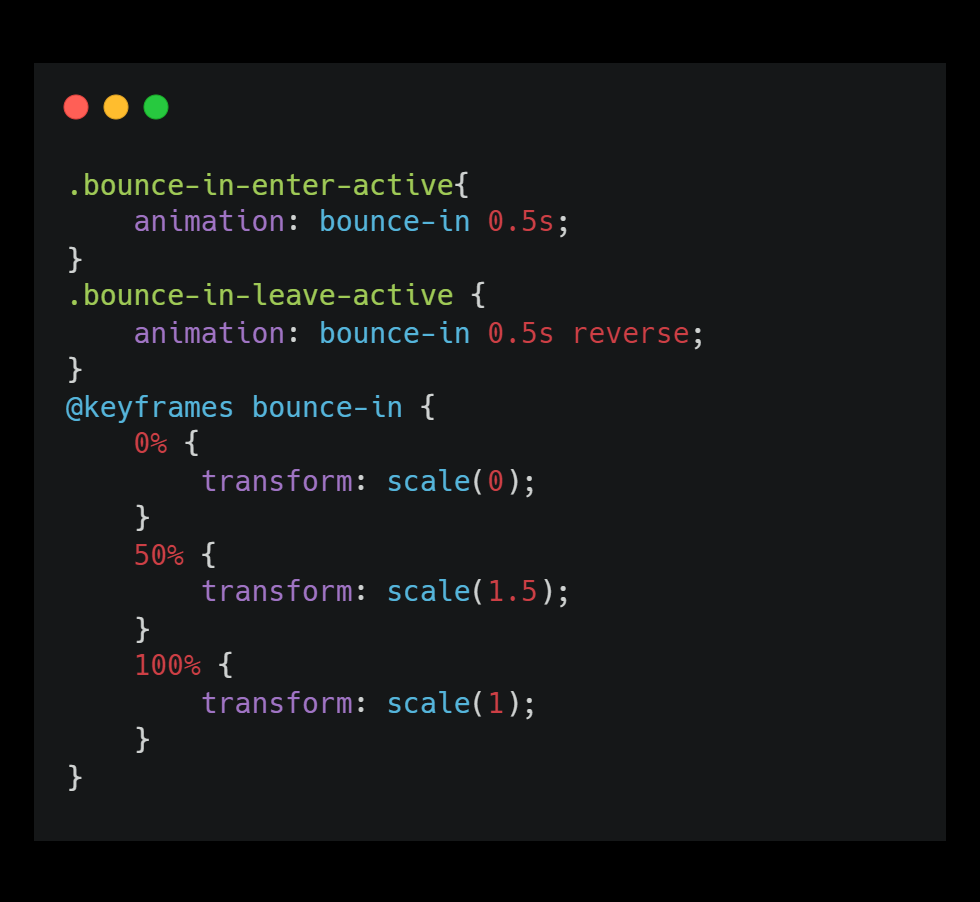 .bounce-in-enter-active{
    animation: bounce-in 0.5s;
}
.bounce-in-leave-active {
    animation: bounce-in 0.5s reverse;
}
@keyframes bounce-in {
    0% {
        transform: scale(0);
    }
    50% {
        transform: scale(1.5);
    }
    100% {
        transform: scale(1);
    }
}